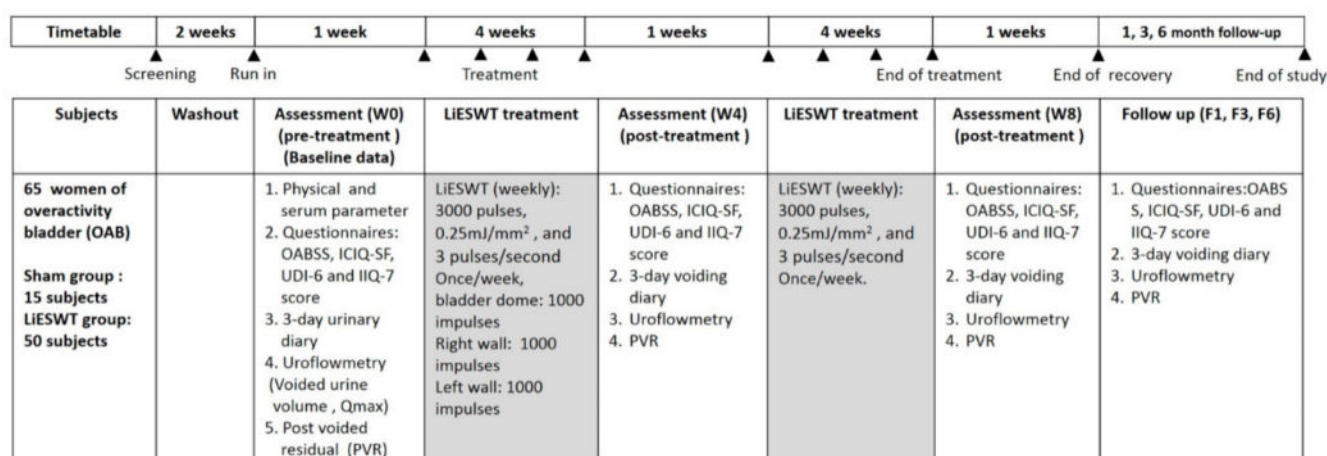 Timetable 2 weeks 1 week 4 weeks 1 weeks 4 weeks 1 weeks 1, 3, 6 month follow-up
Screening Run in Treatment End of treatment End of recovery End of study
Subjects
Washout
Assessment (W0)
(pre-treatment )
(Baseline data)
LiESWT treatment
Assessment (W4)
(post-treatment )
LiESWT treatment
Assessment (W8)
(post-treatment )
Follow up (F1, F3, F6)
65 women of
overactivity
bladder (OAB)
Sham group :
15 subjects
LiESWT group:
50 subjects
1. Physical and
serum parameter
2. Questionnaires:
OABSS, ICIQ-SF,
UDI-6 and IIQ-7
score
3. 3-day urinary
diary
4. Uroflowmetry
(Voided urine
volume , Qmax)
5. Post voided
residual (PVR)
LiESWT (weekly):
3000 pulses,
0.25mJ/mm² , and
3 pulses/second
Once/week,
bladder dome: 1000
impulses
Right wall: 1000
impulses
Left wall: 1000
impulses
1. Questionnaires:
OABSS, ICIQ-SF,
UDI-6 and IIQ-7
score
2. 3-day voiding
diary
3. Uroflowmetry
4. PVR
LiESWT (weekly):
3000 pulses,
0.25mJ/mm² , and
3 pulses/second
Once/week.
1. Questionnaires:
OABSS, ICIQ-SF,
UDI-6 and IIQ-7
score
2. 3-day voiding
diary
3. Uroflowmetry
4. PVR
1. Questionnaires:OABS
S, ICIQ-SF, UDI-6 and
IIQ-7 score
2. 3-day voiding diary
3. Uroflowmetry
4. PVR